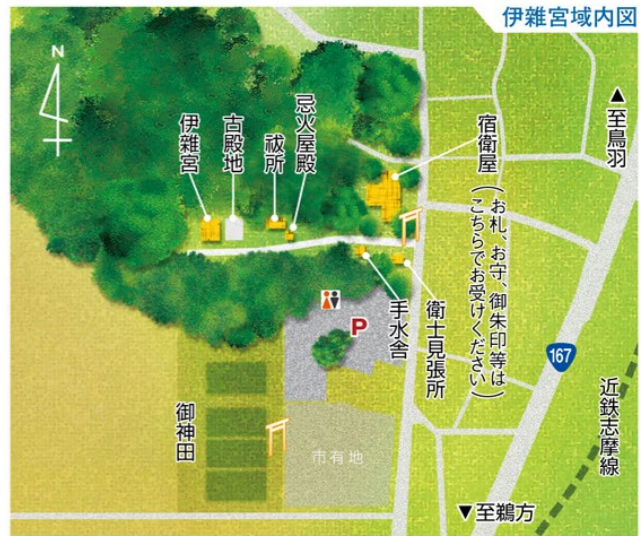 伊雜宮域内図
N
▲至鳥羽
宿衛屋
(お札、お守、御朱印等は
こちらでお受けください)
忌火屋殿
祓所
古殿地
伊雜宮
衛士見張所
手水舎
P
167
近鉄志摩線
御神田
市有地
▼至鵜方